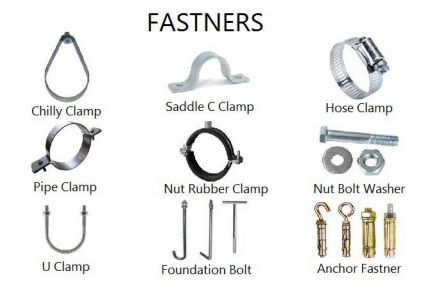 FASTNERS
Chilly Clamp
Saddle C Clamp
Hose Clamp
Pipe Clamp
Nut Rubber Clamp
Nut Bolt Washer
U Clamp
Foundation Bolt
Anchor Fastner